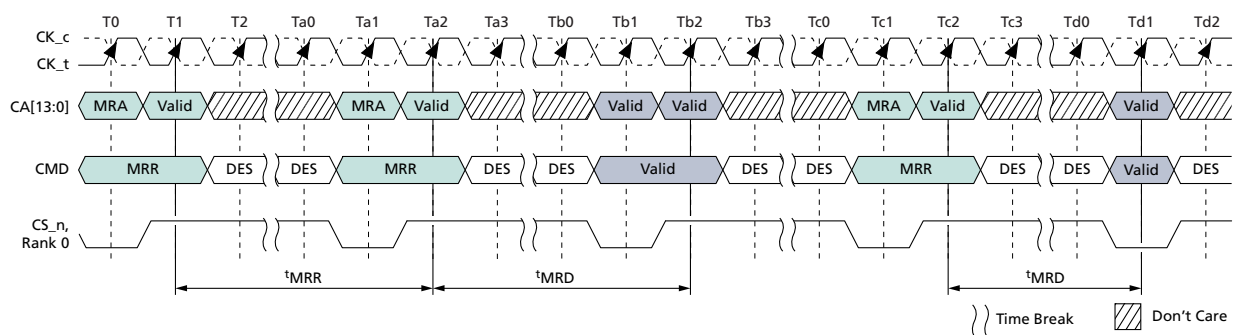 T0 T1 T2 Ta0 Ta1 Ta2 Ta3 Tb0 Tb1 Tb2 Tb3 Tc0 Tc1 Tc2 Tc3 Td0 Td1 Td2
CK_c
CK_t
CA[13:0] MRA Valid MRA Valid Valid Valid MRA Valid Valid
CMD MRR DES DES MRR DES DES Valid DES DES MRR DES DES Valid DES
CS_n,
Rank 0
tMRR tMRD tMRD
Time Break Don't Care